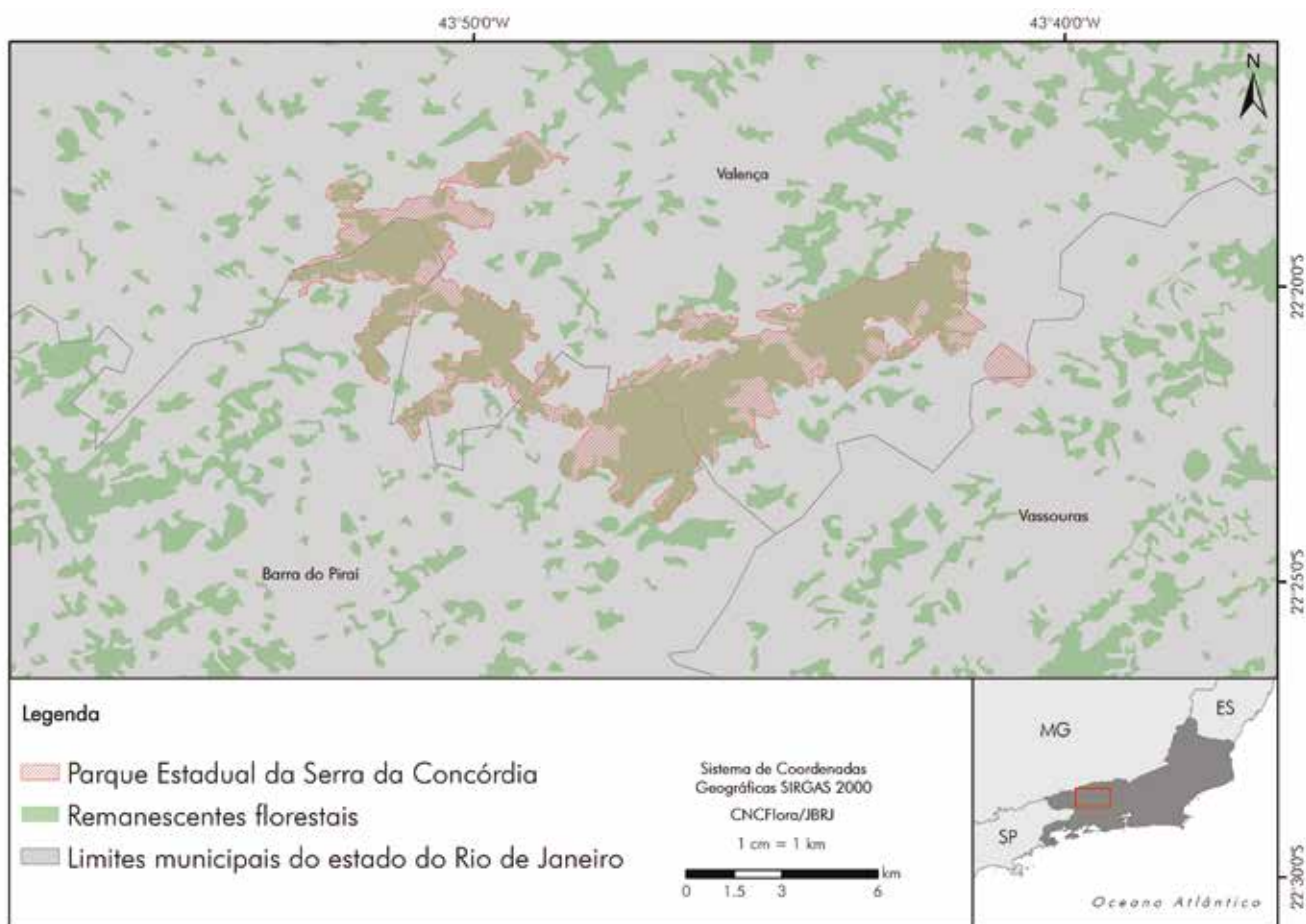 43°50'0"W
43°40'0"W
N
Valença
22°20'0"S
Vassouras
Barra do Piraí
22°25'0"S
Legenda
Parque Estadual da Serra da Concórdia
Remanescentes florestais
Limites municipais do estado do Rio de Janeiro
Sistema de Coordenadas
Geográficas SIRGAS 2000
CNCFlora/JBRJ
1 cm = 1 km
km
0 1.5 3 6
MG
ES
SP
Oceano Atlântico
22°30'0"S